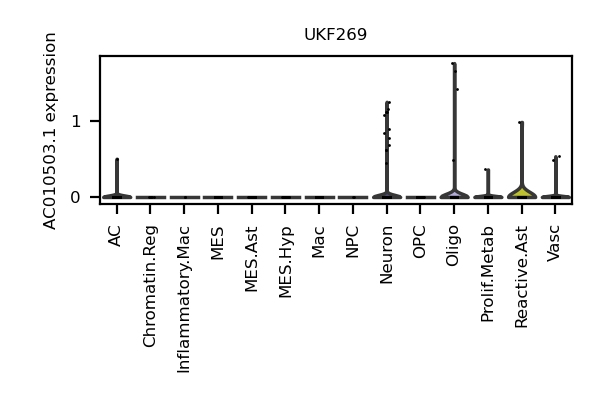 UKF269
AC010503.1 expression
1
0
AC
Chromatin.Reg
Inflammatory.Mac
MES
MES.Ast
MES.Hyp
Mac
NPC
Neuron
OPC
Oligo
Prolif.Metab
Reactive.Ast
Vasc